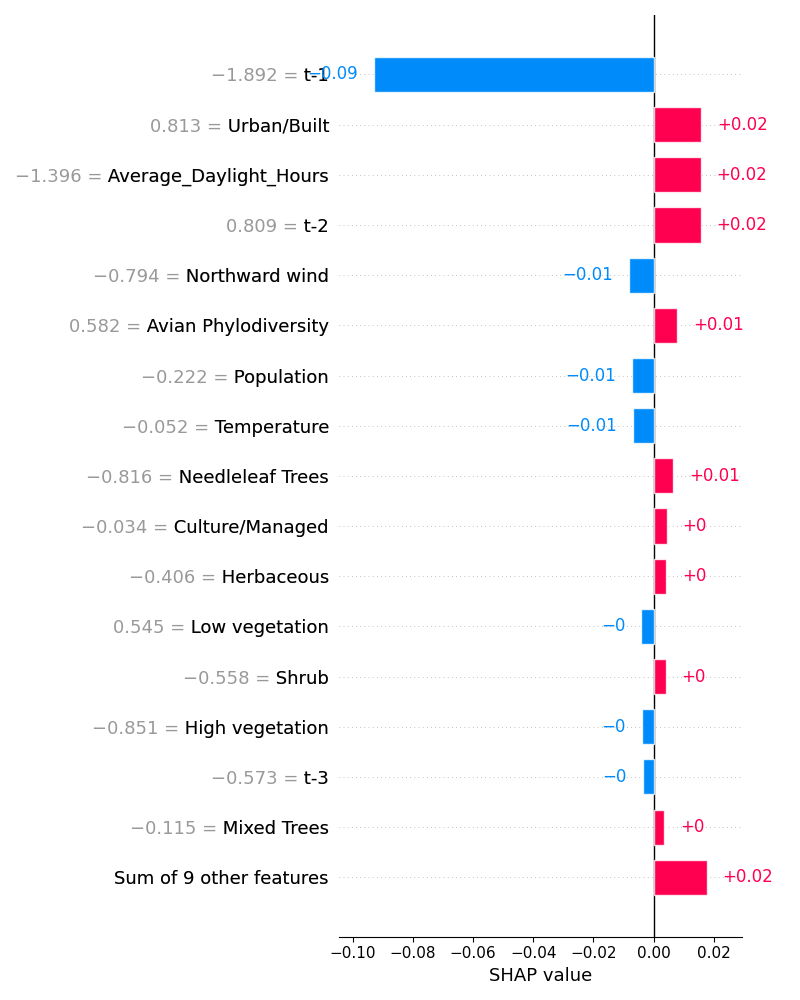 −1.892 = t-1 −0.09
0.813 = Urban/Built +0.02
−1.396 = Average_Daylight_Hours +0.02
0.809 = t-2 +0.02
−0.794 = Northward wind −0.01
0.582 = Avian Phylodiversity +0.01
−0.222 = Population −0.01
−0.052 = Temperature −0.01
−0.816 = Needleleaf Trees +0.01
−0.034 = Culture/Managed +0
−0.406 = Herbaceous +0
0.545 = Low vegetation −0
−0.558 = Shrub +0
−0.851 = High vegetation −0
−0.573 = t-3 −0
−0.115 = Mixed Trees +0
Sum of 9 other features +0.02
−0.10 −0.08 −0.06 −0.04 −0.02 0.00 0.02
SHAP value